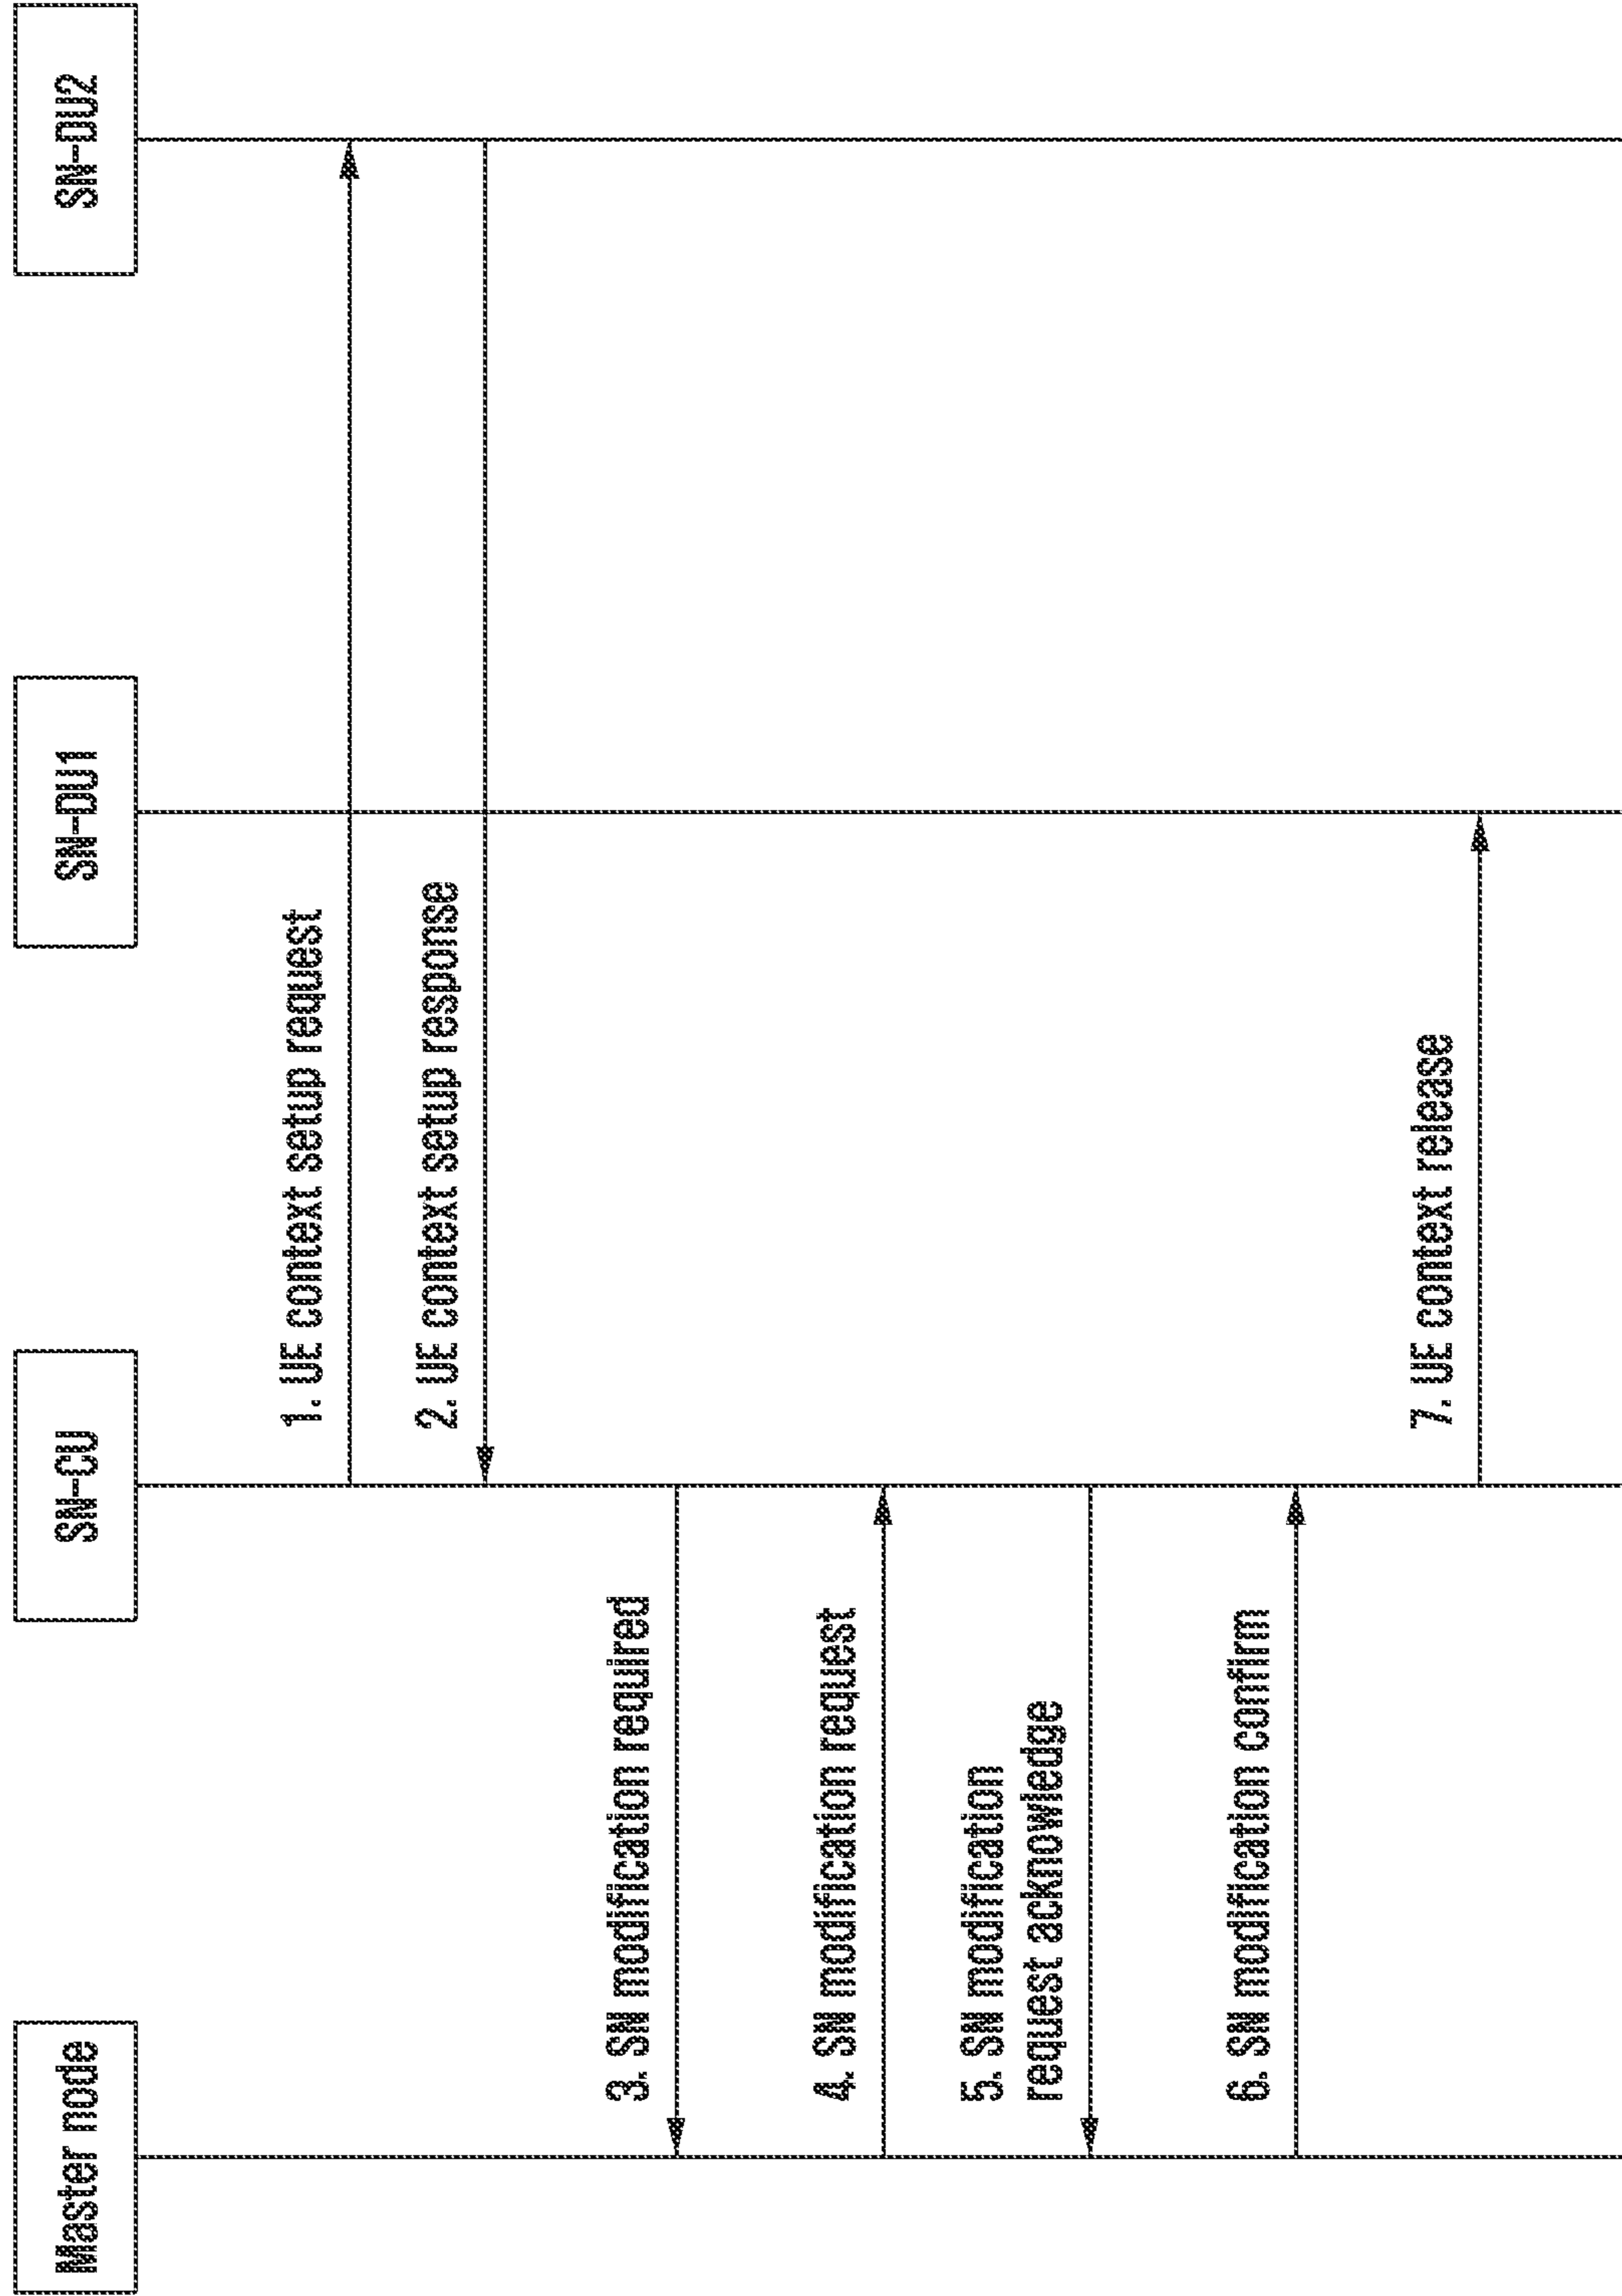 Master node
SN-CU
SN-DU1
SN-DU2
1. UE context setup request
2. UE context setup response
3. SN modification required
4. SN modification request
5. SN modification
request acknowledge
6. SN modification confirm
7. UE context release